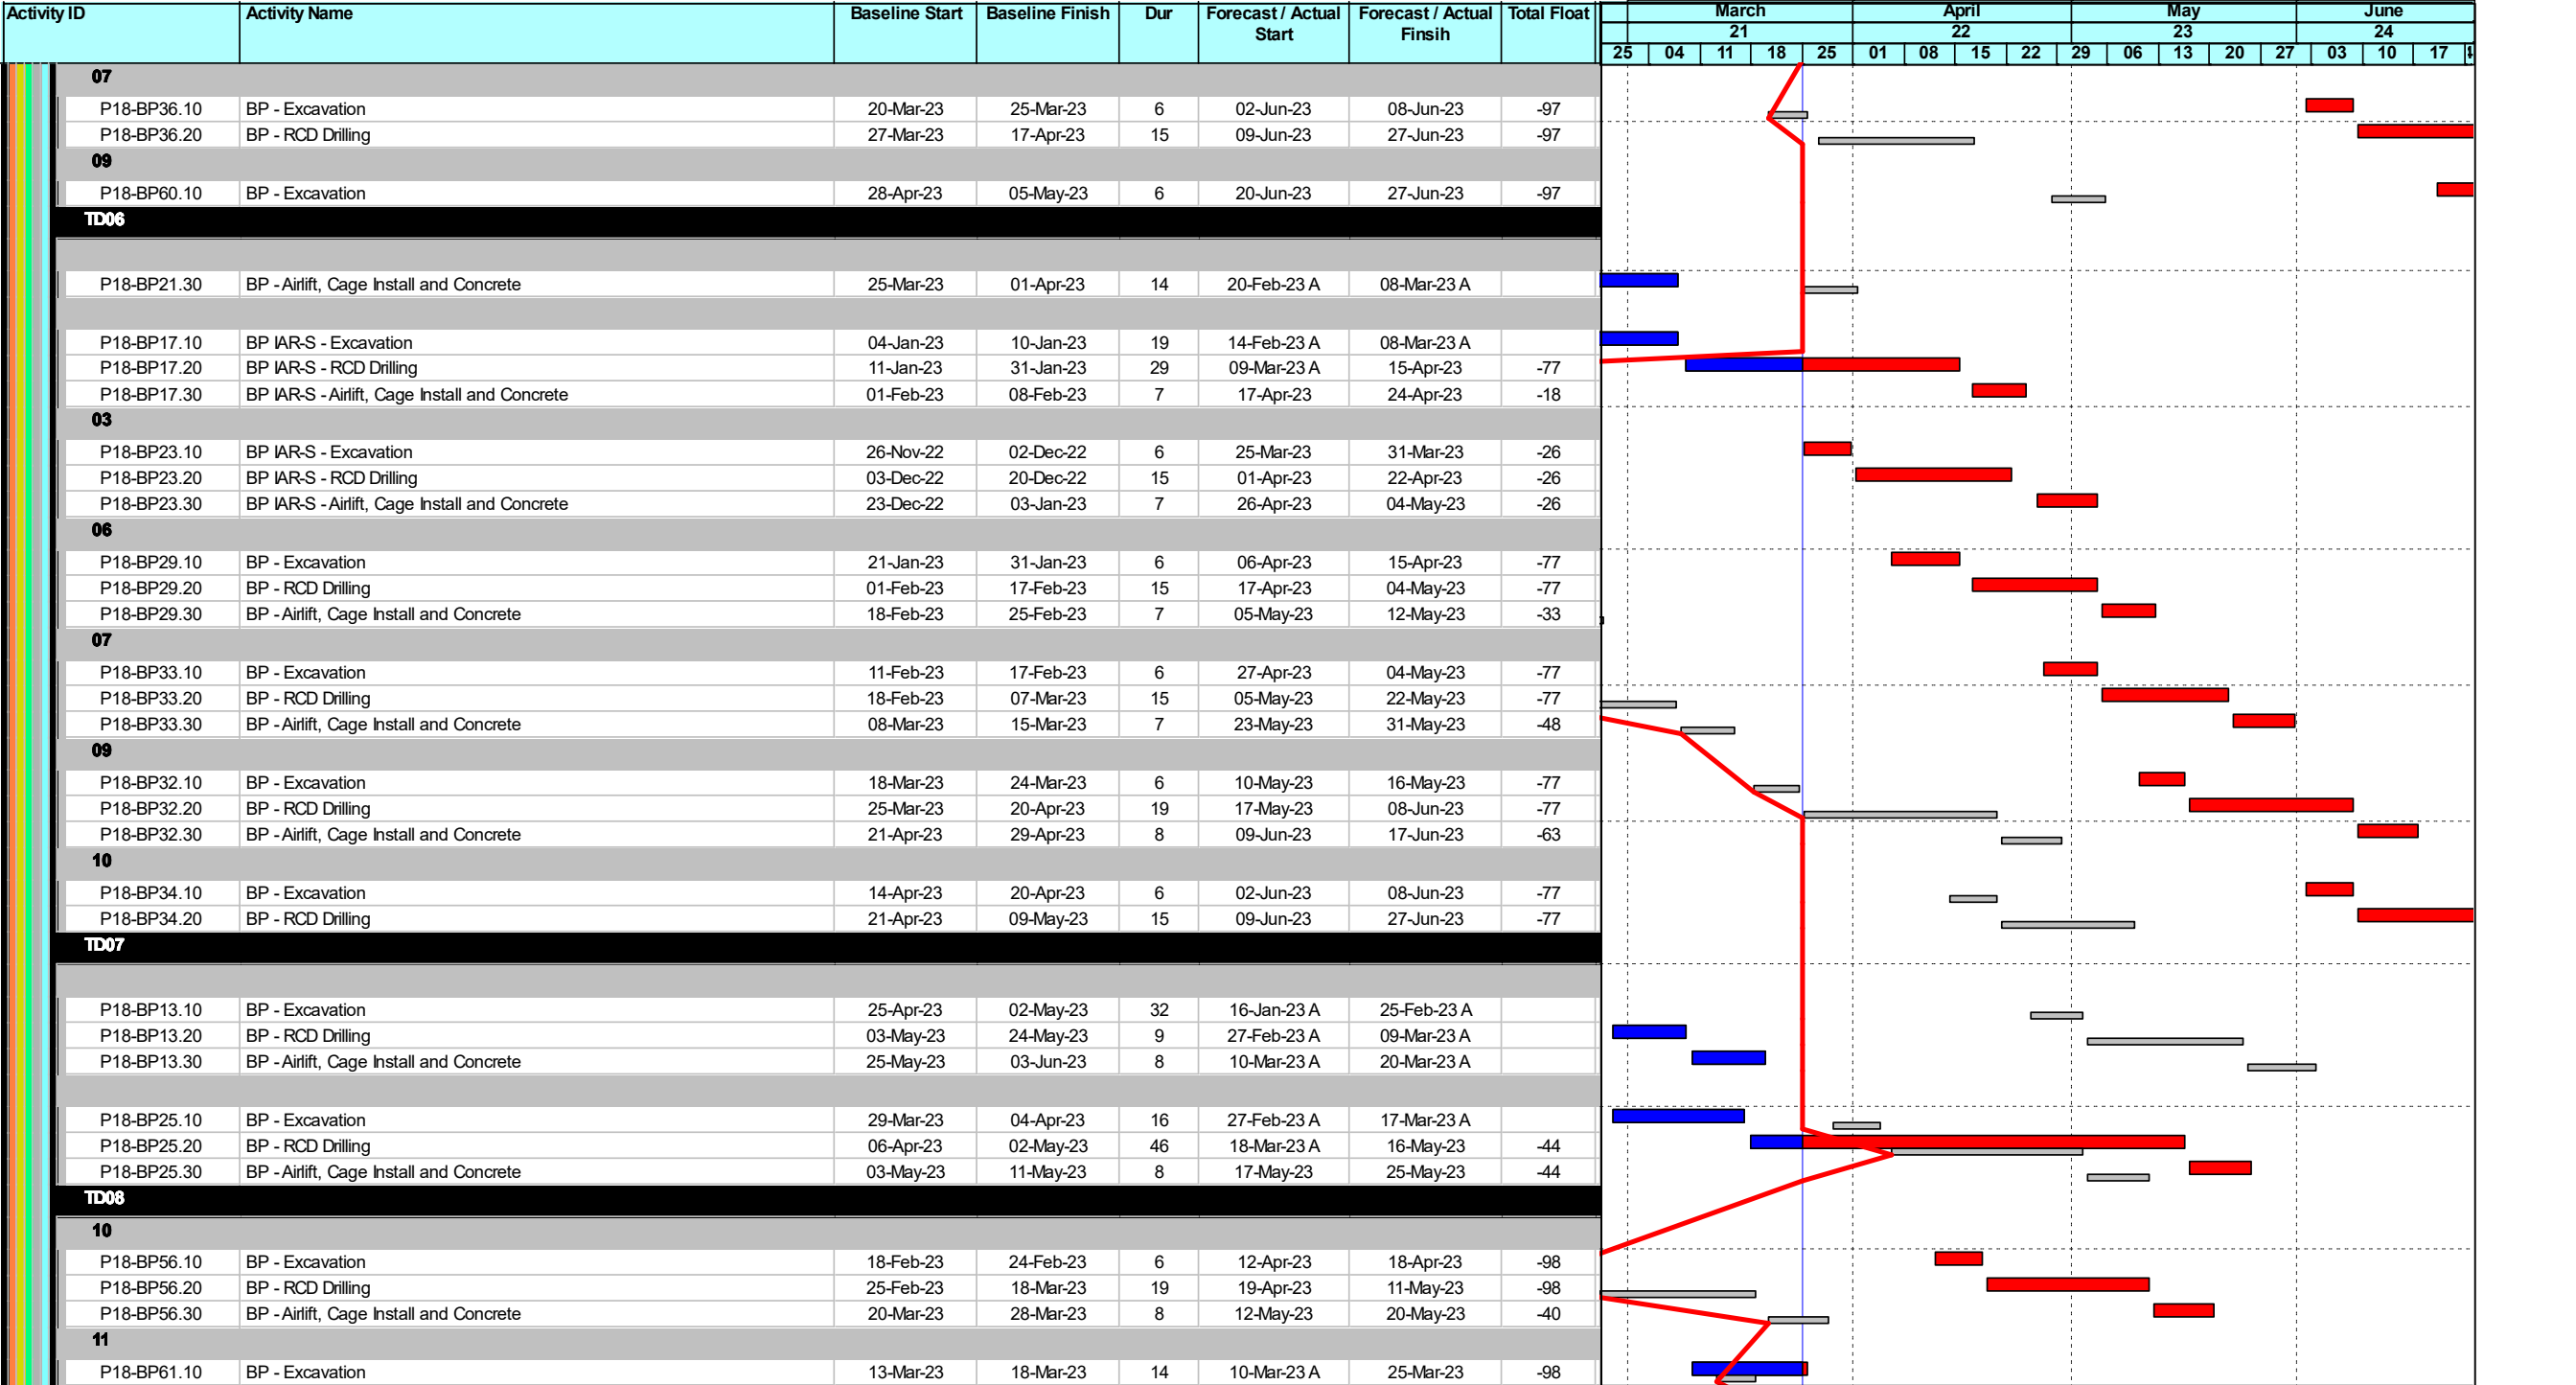 Activity ID Activity Name Baseline Start Baseline Finish Dur Forecast / Actual Start Forecast / Actual Finsih Total Float March April May June
21 22 23 24
25 04 11 18 25 01 08 15 22 29 06 13 20 27 03 10 17
07
P18-BP36.10 BP - Excavation 20-Mar-23 25-Mar-23 6 02-Jun-23 08-Jun-23 -97
P18-BP36.20 BP - RCD Drilling 27-Mar-23 17-Apr-23 15 09-Jun-23 27-Jun-23 -97
09
P18-BP60.10 BP - Excavation 28-Apr-23 05-May-23 6 20-Jun-23 27-Jun-23 -97
TD06
P18-BP21.30 BP - Airlift, Cage Install and Concrete 25-Mar-23 01-Apr-23 14 20-Feb-23 A 08-Mar-23 A
P18-BP17.10 BP IAR-S - Excavation 04-Jan-23 10-Jan-23 19 14-Feb-23 A 08-Mar-23 A
P18-BP17.20 BP IAR-S - RCD Drilling 11-Jan-23 31-Jan-23 29 09-Mar-23 A 15-Apr-23 -77
P18-BP17.30 BP IAR-S - Airlift, Cage Install and Concrete 01-Feb-23 08-Feb-23 7 17-Apr-23 24-Apr-23 -18
03
P18-BP23.10 BP IAR-S - Excavation 26-Nov-22 02-Dec-22 6 25-Mar-23 31-Mar-23 -26
P18-BP23.20 BP IAR-S - RCD Drilling 03-Dec-22 20-Dec-22 15 01-Apr-23 22-Apr-23 -26
P18-BP23.30 BP IAR-S - Airlift, Cage Install and Concrete 23-Dec-22 03-Jan-23 7 26-Apr-23 04-May-23 -26
06
P18-BP29.10 BP - Excavation 21-Jan-23 31-Jan-23 6 06-Apr-23 15-Apr-23 -77
P18-BP29.20 BP - RCD Drilling 01-Feb-23 17-Feb-23 15 17-Apr-23 04-May-23 -77
P18-BP29.30 BP - Airlift, Cage Install and Concrete 18-Feb-23 25-Feb-23 7 05-May-23 12-May-23 -33
07
P18-BP33.10 BP - Excavation 11-Feb-23 17-Feb-23 6 27-Apr-23 04-May-23 -77
P18-BP33.20 BP - RCD Drilling 18-Feb-23 07-Mar-23 15 05-May-23 22-May-23 -77
P18-BP33.30 BP - Airlift, Cage Install and Concrete 08-Mar-23 15-Mar-23 7 23-May-23 31-May-23 -48
09
P18-BP32.10 BP - Excavation 18-Mar-23 24-Mar-23 6 10-May-23 16-May-23 -77
P18-BP32.20 BP - RCD Drilling 25-Mar-23 20-Apr-23 19 17-May-23 08-Jun-23 -77
P18-BP32.30 BP - Airlift, Cage Install and Concrete 21-Apr-23 29-Apr-23 8 09-Jun-23 17-Jun-23 -63
10
P18-BP34.10 BP - Excavation 14-Apr-23 20-Apr-23 6 02-Jun-23 08-Jun-23 -77
P18-BP34.20 BP - RCD Drilling 21-Apr-23 09-May-23 15 09-Jun-23 27-Jun-23 -77
TD07
P18-BP13.10 BP - Excavation 25-Apr-23 02-May-23 32 16-Jan-23 A 25-Feb-23 A
P18-BP13.20 BP - RCD Drilling 03-May-23 24-May-23 9 27-Feb-23 A 09-Mar-23 A
P18-BP13.30 BP - Airlift, Cage Install and Concrete 25-May-23 03-Jun-23 8 10-Mar-23 A 20-Mar-23 A
P18-BP25.10 BP - Excavation 29-Mar-23 04-Apr-23 16 27-Feb-23 A 17-Mar-23 A
P18-BP25.20 BP - RCD Drilling 06-Apr-23 02-May-23 46 18-Mar-23 A 16-May-23 -44
P18-BP25.30 BP - Airlift, Cage Install and Concrete 03-May-23 11-May-23 8 17-May-23 25-May-23 -44
TD08
10
P18-BP56.10 BP - Excavation 18-Feb-23 24-Feb-23 6 12-Apr-23 18-Apr-23 -98
P18-BP56.20 BP - RCD Drilling 25-Feb-23 18-Mar-23 19 19-Apr-23 11-May-23 -98
P18-BP56.30 BP - Airlift, Cage Install and Concrete 20-Mar-23 28-Mar-23 8 12-May-23 20-May-23 -40
11
P18-BP61.10 BP - Excavation 13-Mar-23 18-Mar-23 14 10-Mar-23 A 25-Mar-23 -98